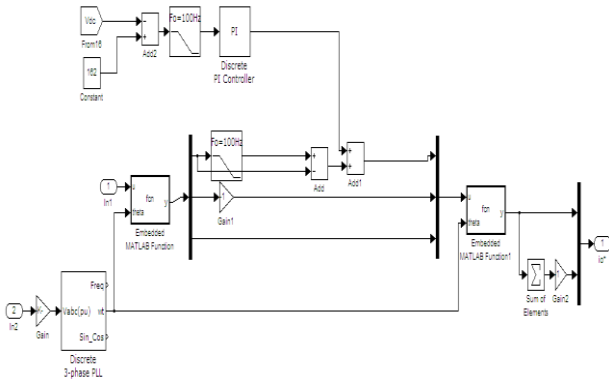 Vdc
From16
162
Constant
Add2
Fo=100Hz
PI
Discrete
PI Controller
Fo=100Hz
Add
Add1
1
In1
u
theta
fcn
y
Embedded
MATLAB Function
Gain1
u
theta
fcn
y
Embedded
MATLAB Function1
Sum of
Elements
Gain2
1
2
In2
Gain
Vabc(pu)
Freq
wt
Sin_Cos
Discrete
3-phase PLL